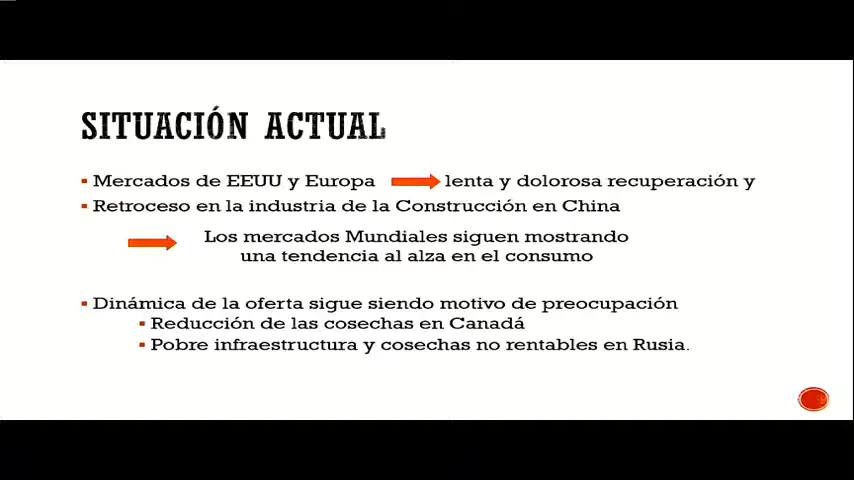 SITUACIÓN ACTUAL
Mercados de EEUU y Europa lenta y dolorosa recuperación y
Retroceso en la industria de la Construcción en China
Los mercados Mundiales siguen mostrando
una tendencia al alza en el consumo
Dinámica de la oferta sigue siendo motivo de preocupación
Reducción de las cosechas en Canadá
Pobre infraestructura y cosechas no rentables en Rusia.